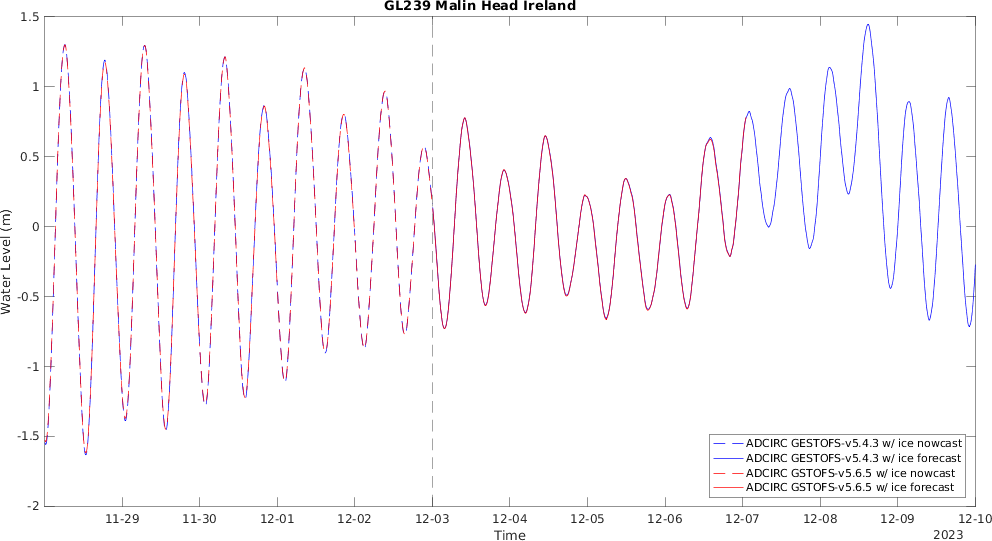 GL239 Malin Head Ireland
1.5
1
0.5
0
-0.5
-1
-1.5
-2
Water Level (m)
11-29 11-30 12-01 12-02 12-03 12-04 12-05 12-06 12-07 12-08 12-09 12-10
Time
2023
ADCIRC GESTOFS-v5.4.3 w/ ice nowcast
ADCIRC GESTOFS-v5.4.3 w/ ice forecast
ADCIRC GSTOFS-v5.6.5 w/ ice nowcast
ADCIRC GSTOFS-v5.6.5 w/ ice forecast